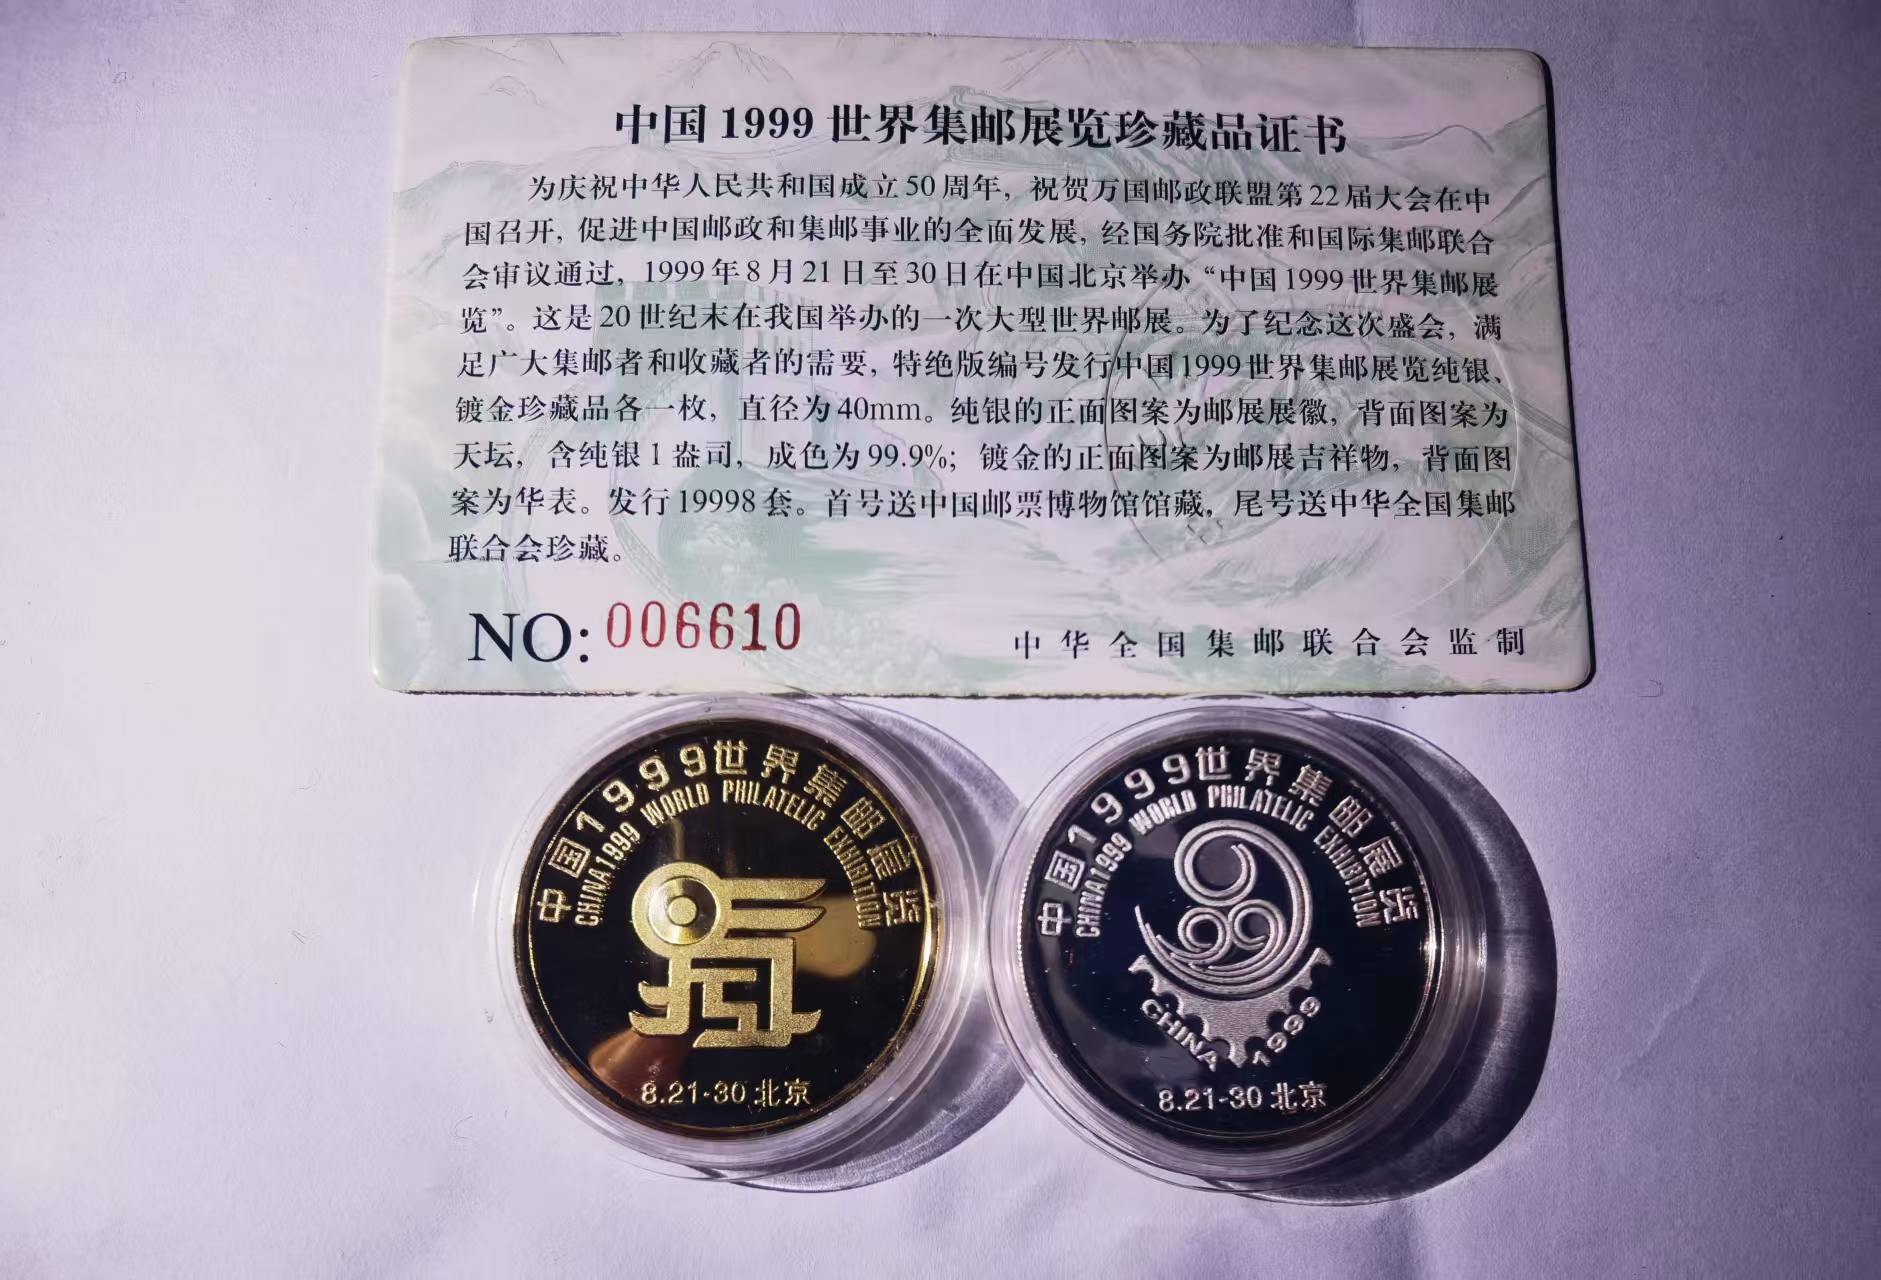 中国1999世界集邮展览珍藏品证书
为庆祝中华人民共和国成立50周年，祝贺万国邮政联盟第22届大会在中
国召开，促进中国邮政和集邮事业的全面发展，经国务院批准和国际集邮联合
会审议通过，1999年8月21日至30日在中国北京举办“中国1999世界集邮展
览”。这是20世纪末在我国举办的一次大型世界邮展。为了纪念这次盛会，满
足广大集邮者和收藏者的需要，特绝版编号发行中国1999世界集邮展览纯银、
镀金珍藏品各一枚，直径为40mm。纯银的正面图案为邮展展徽，背面图案为
天坛，含纯银1盎司，成色为99.9%；镀金的正面图案为邮展吉祥物，背面图
案为华表。发行19998套。首号送中国邮票博物馆馆藏，尾号送中华全国集邮
联合会珍藏。
NO:006610
中华全国集邮联合会监制
中国1999世界集邮展览
CHINA1999 WORLD PHILATELIC EXHIBITION
8.21-30 北京
中国1999世界集邮展览
CHINA1999 WORLD PHILATELIC EXHIBITION
999
CHINA 1999
8.21-30 北京